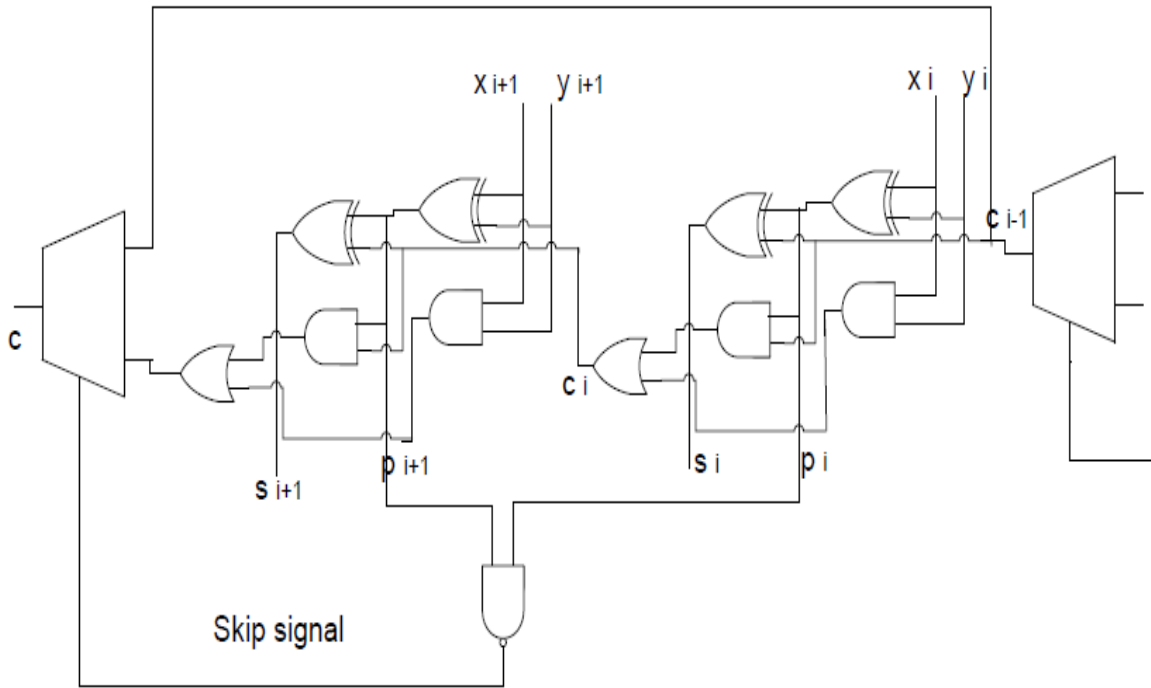 x i+1 y i+1
x i y i
c i-1
c
c i
p i+1
s i p i
s i+1
Skip signal